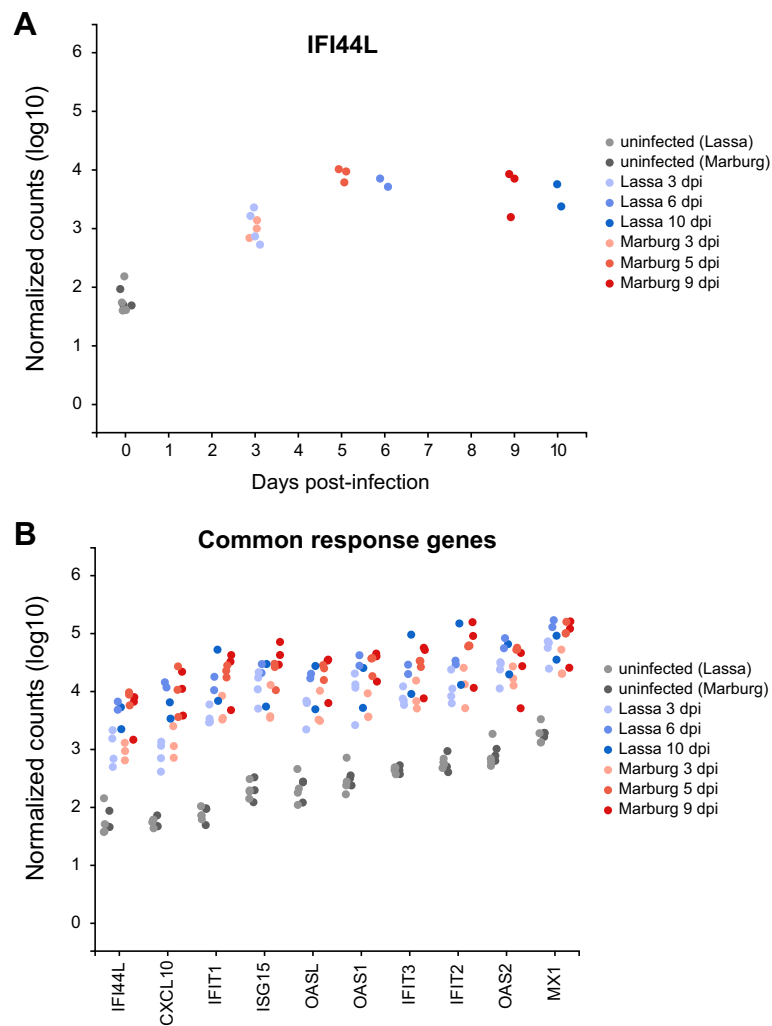 A
IFI44L
Normalized counts (log10)
6
5
4
3
2
1
0
0 1 2 3 4 5 6 7 8 9 10
Days post-infection
uninfected (Lassa)
uninfected (Marburg)
Lassa 3 dpi
Lassa 6 dpi
Lassa 10 dpi
Marburg 3 dpi
Marburg 5 dpi
Marburg 9 dpi
B
Common response genes
Normalized counts (log10)
6
5
4
3
2
1
0
IFI44L
CXCL10
IFIT1
ISG15
OASL
OAS1
IFIT3
IFIT2
OAS2
MX1
uninfected (Lassa)
uninfected (Marburg)
Lassa 3 dpi
Lassa 6 dpi
Lassa 10 dpi
Marburg 3 dpi
Marburg 5 dpi
Marburg 9 dpi